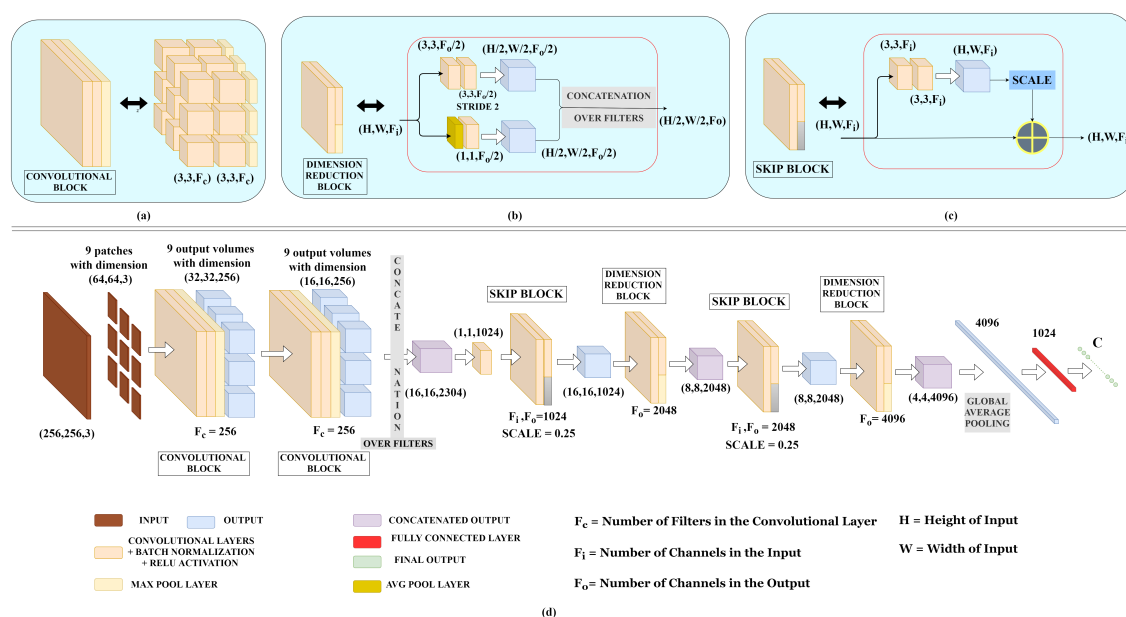 CONVOLUTIONAL
BLOCK
(3,3,Fc) (3,3,Fc)
(a)
(3,3,Fo/2)
(H/2,W/2,Fo/2)
(3,3,Fo/2)
STRIDE 2
CONCATENATION
OVER FILTERS
(H,W,Fi)
(H/2,W/2,Fo)
(1,1,Fo/2)
(H/2,W/2,Fo/2)
DIMENSION
REDUCTION
BLOCK
(b)
(3,3,Fi)
(H,W,Fi)
(3,3,Fi)
SCALE
(H,W,Fi)
(H,W,Fi)
SKIP BLOCK
(c)
9 patches
with dimension
(64,64,3)
(256,256,3)
9 output volumes
with dimension
(32,32,256)
Fc = 256
CONVOLUTIONAL
BLOCK
9 output volumes
with dimension
(16,16,256)
Fc = 256
CONVOLUTIONAL
BLOCK
CONCATE NATION
OVER FILTERS
(16,16,2304)
(1,1,1024)
SKIP BLOCK
Fi ,Fo=1024
SCALE = 0.25
(16,16,1024)
DIMENSION
REDUCTION
BLOCK
Fo= 2048
(8,8,2048)
SKIP BLOCK
Fi ,Fo = 2048
SCALE = 0.25
(8,8,2048)
DIMENSION
REDUCTION BLOCK
Fo= 4096
(4,4,4096)
4096
GLOBAL
AVERAGE
POOLING
1024
C
INPUT
OUTPUT
CONVOLUTIONAL LAYERS
+ BATCH NORMALIZATION
+ RELU ACTIVATION
MAX POOL LAYER
CONCATENATED OUTPUT
FULLY CONNECTED LAYER
FINAL OUTPUT
AVG POOL LAYER
Fc = Number of Filters in the Convolutional Layer
Fi = Number of Channels in the Input
Fo= Number of Channels in the Output
H = Height of Input
W = Width of Input
(d)